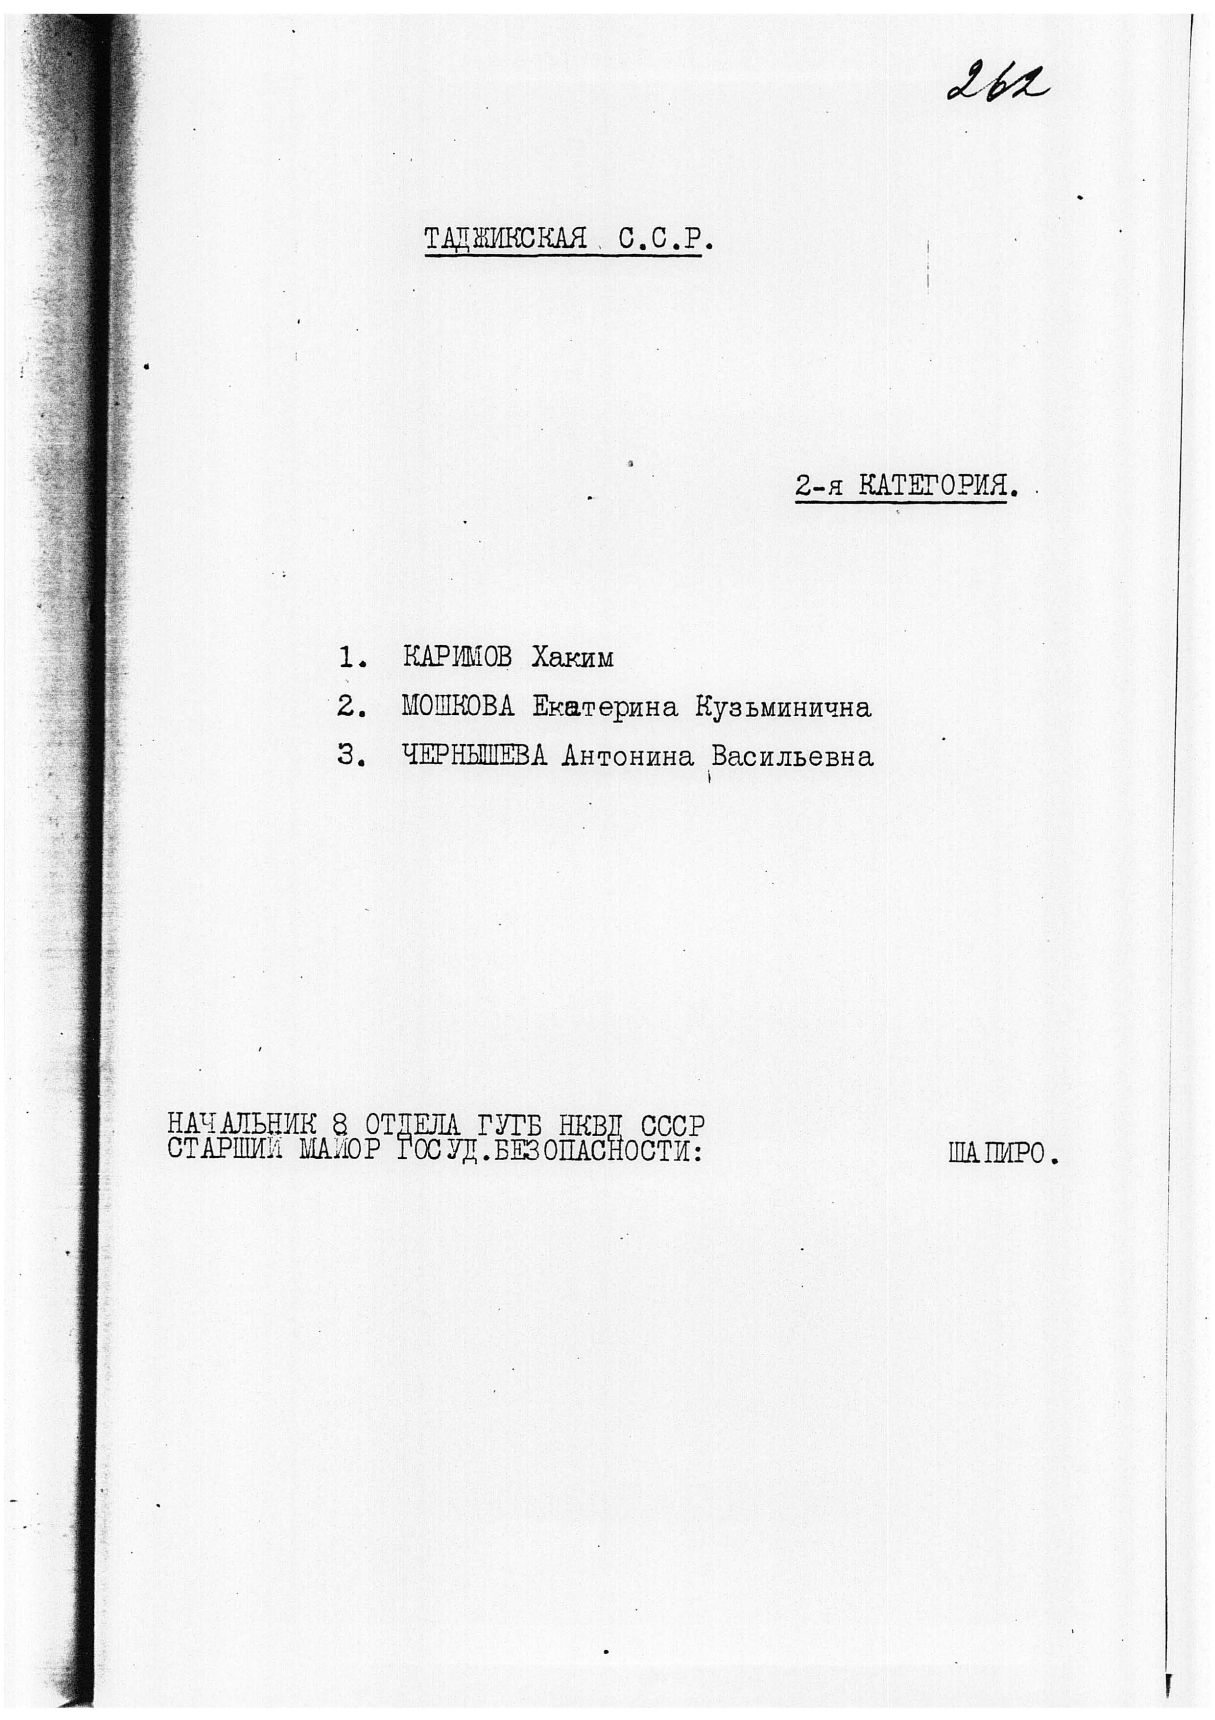 262
ТАДЖИКСКАЯ С.С.Р.
2-я КАТЕГОРИЯ.
1. КАРИМОВ Хаким
2. МОШКОВА Екатерина Кузьминична
3. ЧЕРНЫШЕВА Антонина Васильевна
НАЧАЛЬНИК 8 ОТДЕЛА ГУГБ НКВД СССР
СТАРШИЙ МАЙОР ГОСУД.БЕЗОПАСНОСТИ: ШАПИРО.